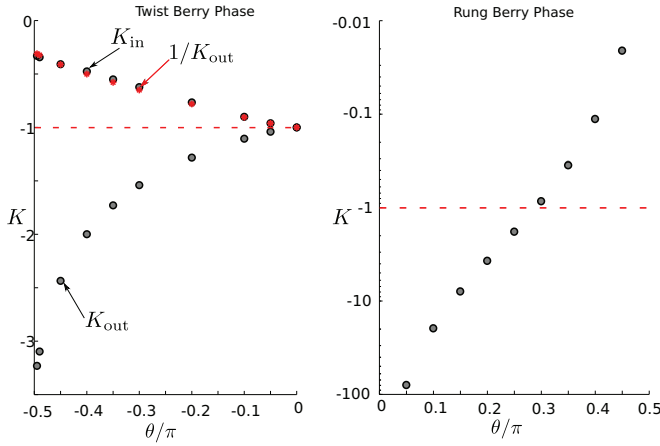 Twist Berry Phase
0
-1
-2
-3
K
K_in
1/K_out
K_out
-0.5 -0.4 -0.3 -0.2 -0.1 0
θ/π
Rung Berry Phase
-0.01
-0.1
-1
-10
-100
K
0 0.1 0.2 0.3 0.4 0.5
θ/π